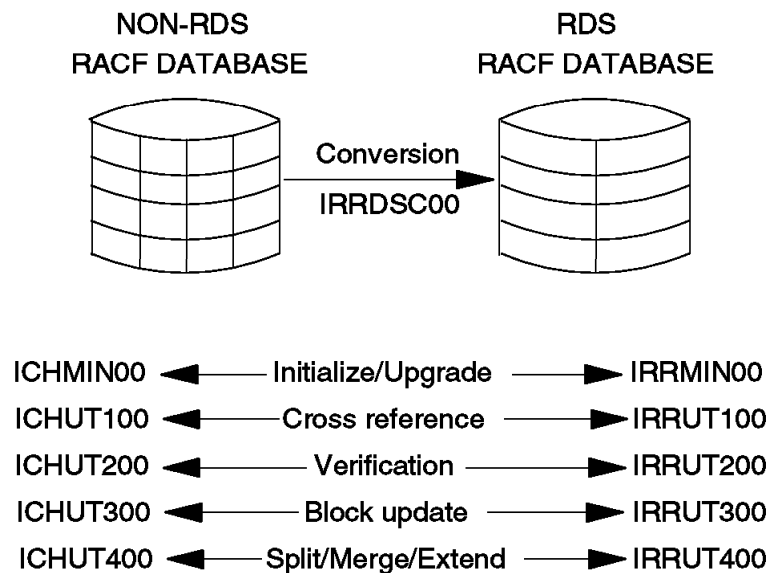 NON-RDS
RACF DATABASE
RDS
RACF DATABASE
Conversion
IRRDSC00
ICHMIN00 Initialize/Upgrade IRRMIN00
ICHUT100 Cross reference IRRUT100
ICHUT200 Verification IRRUT200
ICHUT300 Block update IRRUT300
ICHUT400 Split/Merge/Extend IRRUT400